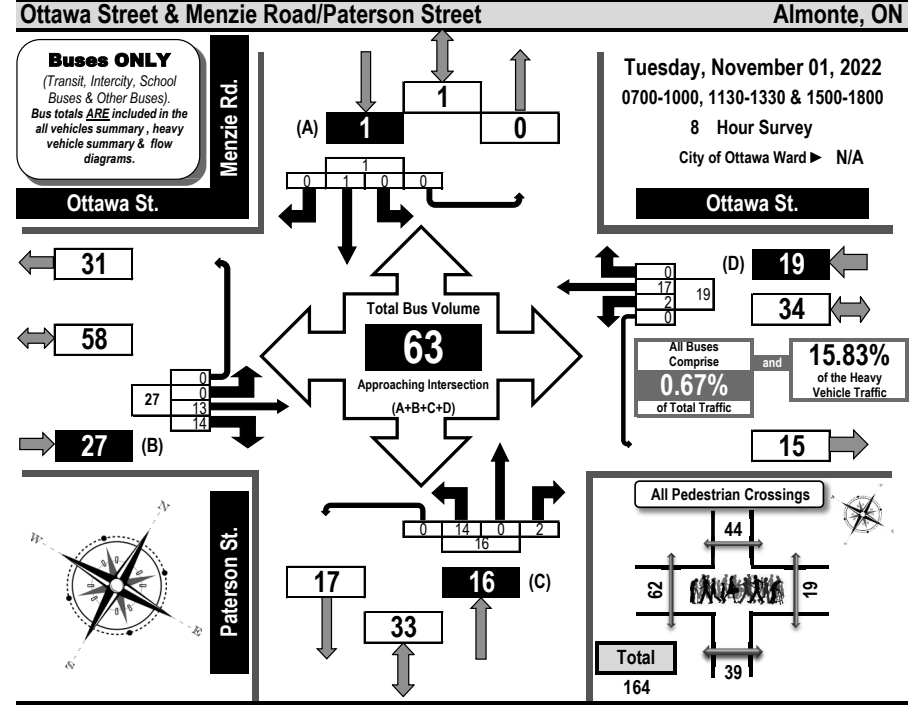 Ottawa Street & Menzie Road/Paterson Street
Almonte, ON
Buses ONLY
(Transit, Intercity, School
Buses & Other Buses).
Bus totals ARE included in the
all vehicles summary , heavy
vehicle summary & flow
diagrams.
Menzie Rd.
Ottawa St.
1
(A)
1
0
1
0
1
0
0
Tuesday, November 01, 2022
0700-1000, 1130-1330 & 1500-1800
8 Hour Survey
City of Ottawa Ward► N/A
Ottawa St.
31
58
27
0
0
13
14
27
(B)
Total Bus Volume
63
Approaching Intersection
(A+B+C+D)
(D)
19
0
17
2
0
19
34
All Buses
Comprise
0.67%
of Total Traffic
and
15.83%
of the Heavy
Vehicle Traffic
15
N
W
E
S
Paterson St.
0
14
0
2
16
17
16
(C)
33
All Pedestrian Crossings
44
62
19
39
Total
164